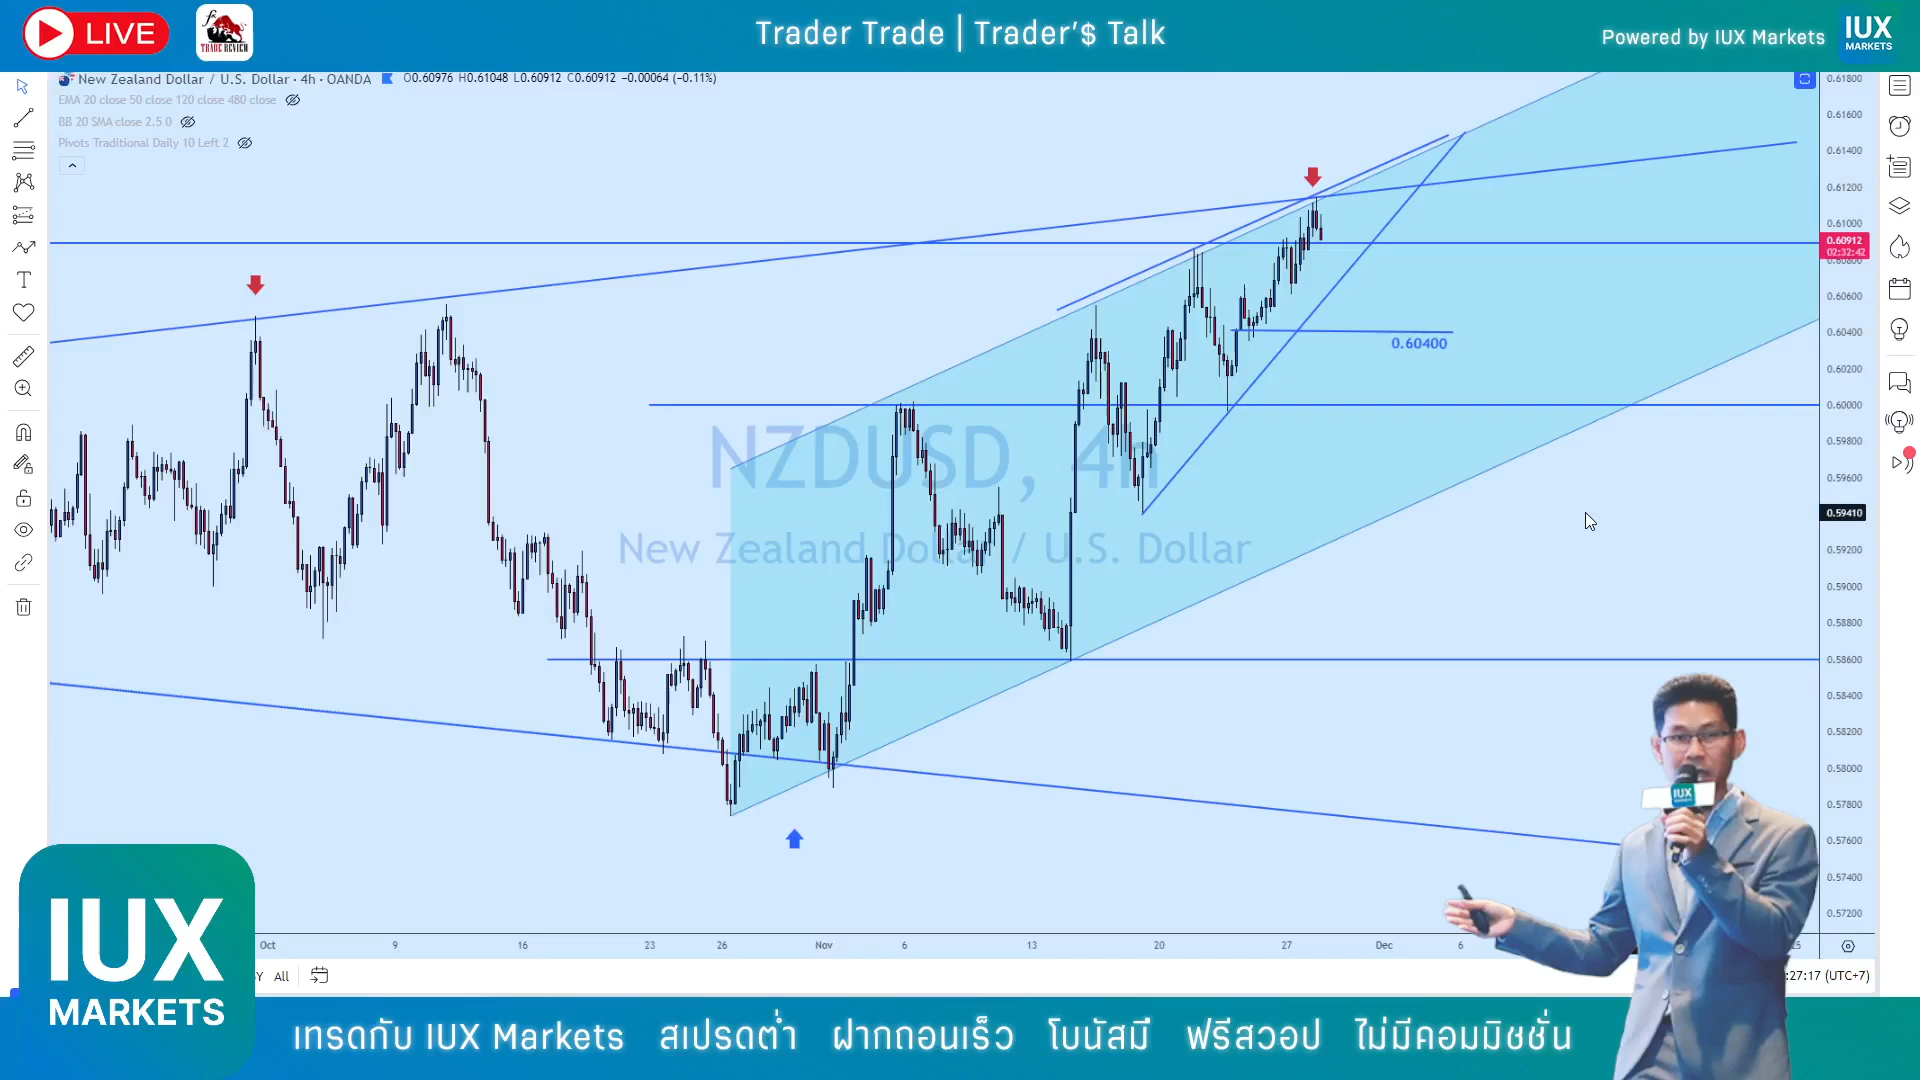 LIVE
fx
TRADE REVIEW
Trader Trade | Trader's Talk
Powered by IUX Markets
IUX
MARKETS
New Zealand Dollar / U.S. Dollar · 4h · OANDA O0.60976 H0.61048 L0.60912 C0.60912 −0.00064 (−0.11%)
EMA 20 close 50 close 120 close 480 close
BB 20 SMA close 2.5 0
Pivots Traditional Daily 10 Left 2
0.61800
0.61600
0.61400
0.61200
0.61000
0.60912
02:32:42
0.60800
0.60600
0.60400
0.60400
0.60200
0.60000
0.59800
0.59600
0.59410
0.59200
0.59000
0.58800
0.58600
0.58400
0.58200
0.58000
0.57800
0.57600
0.57400
0.57200
NZDUSD, 4h
New Zealand Dollar / U.S. Dollar
IUX
MARKETS
Oct 9 16 23 26 Nov 6 13 20 27 Dec 6 25
Y All
:27:17 (UTC+7)
IUX
MARKETS
เทรดกับ IUX Markets สเปรดต่ำ ฝากถอนเร็ว โบนัสมี ฟรีสวอป ไม่มีคอมมิชชั่น